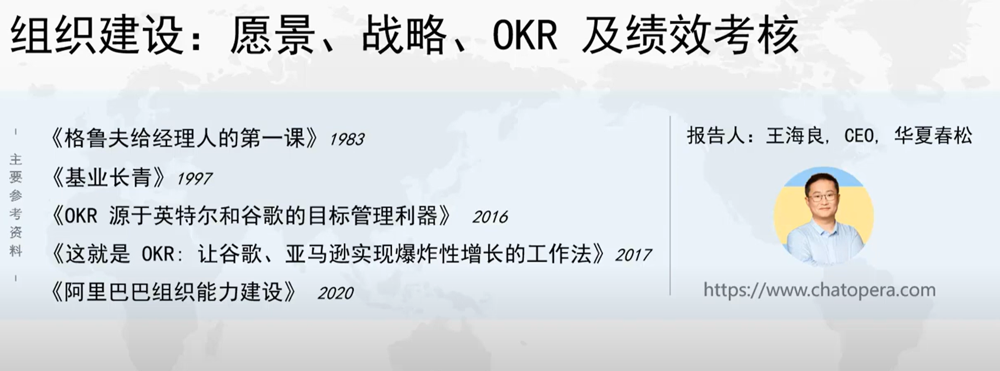 组织建设：愿景、战略、OKR 及绩效考核
主要参考资料
《格鲁夫给经理人的第一课》1983
《基业长青》1997
《OKR 源于英特尔和谷歌的目标管理利器》 2016
《这就是 OKR: 让谷歌、亚马逊实现爆炸性增长的工作法》2017
《阿里巴巴组织能力建设》 2020
报告人：王海良, CEO, 华夏春松
https://www.chatopera.com